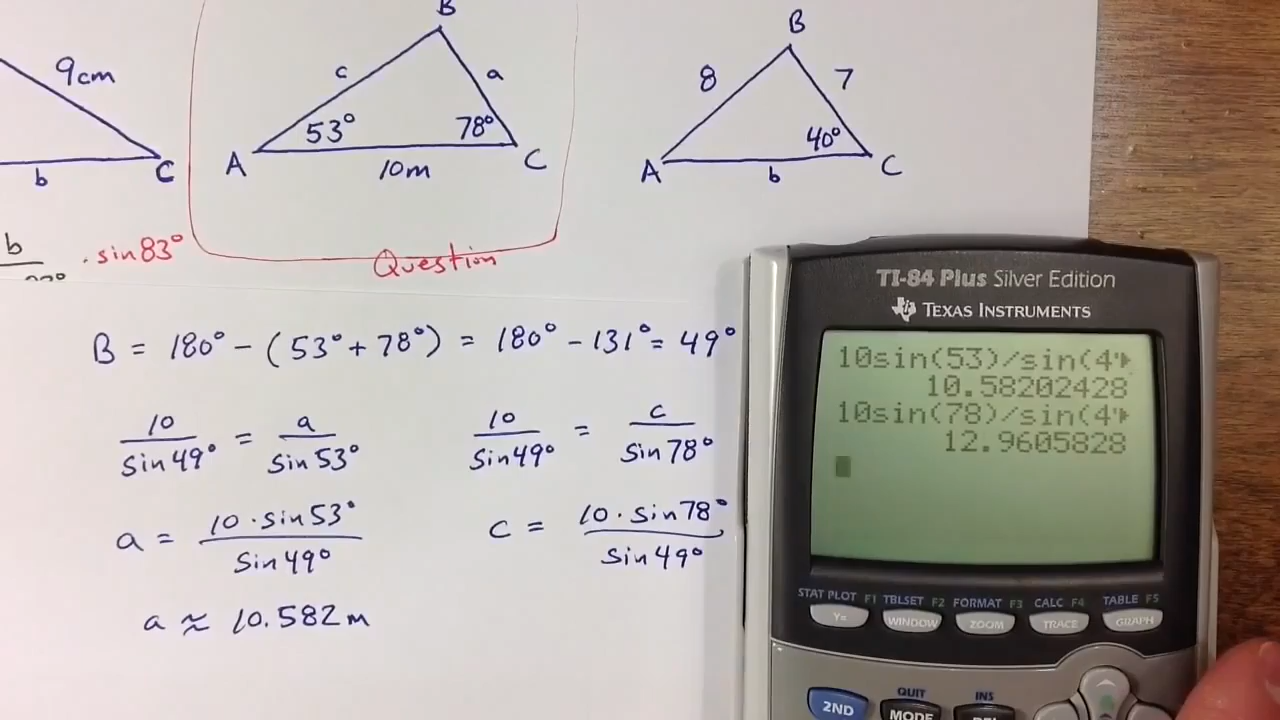 B
B
9cm
c
a
8
7
53°
78°
40°
A
10m
C
A
b
C
b
C
b
. sin83°
Question
TI-84 Plus Silver Edition
TEXAS INSTRUMENTS
B = 180° - (53° + 78°) = 180° - 131° = 49°
10/sin49° = a/sin53°
10/sin49° = c/sin78°
a = 10·sin53°/sin49°
c = 10·sin78°/sin49°
a ≈ 10.582m
10sin(53)/sin(4
10.58202428
10sin(78)/sin(4
12.9605828
STAT PLOT F1 TBLSET F2 FORMAT F3 CALC F4 TABLE F5
Y= WINDOW ZOOM TRACE GRAPH
QUIT INS
2ND MODE DEL